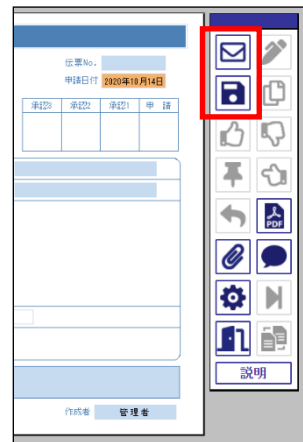 伝票No.
申請日付 2020年10月14日
承認3 承認2 承認1 申 請
PDF
説明
作成者 管理者